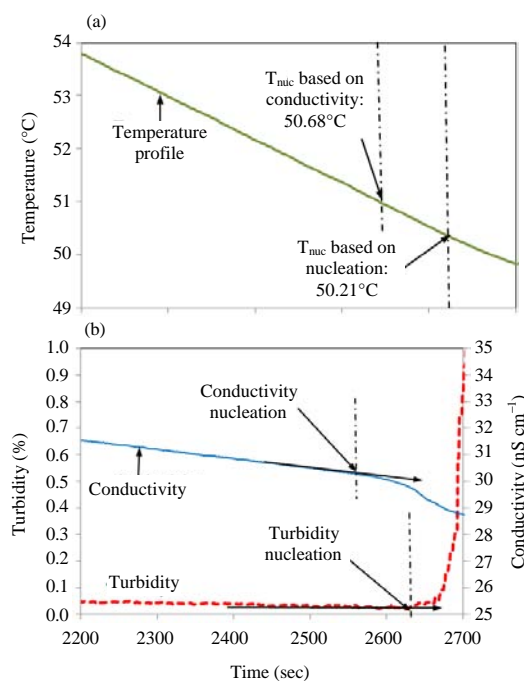 (a)
54
53
52
51
50
49
Temperature (°C)
Temperature
profile
T_nuc based on
conductivity:
50.68°C
T_nuc based on
nucleation:
50.21°C
(b)
1.0
0.9
0.8
0.7
0.6
0.5
0.4
0.3
0.2
0.1
0.0
Turbidity (%)
Conductivity
nucleation
Conductivity
Turbidity
nucleation
Turbidity
35
34
33
32
31
30
29
28
27
26
25
Conductivity (nS cm⁻¹)
2200 2300 2400 2500 2600 2700
Time (sec)